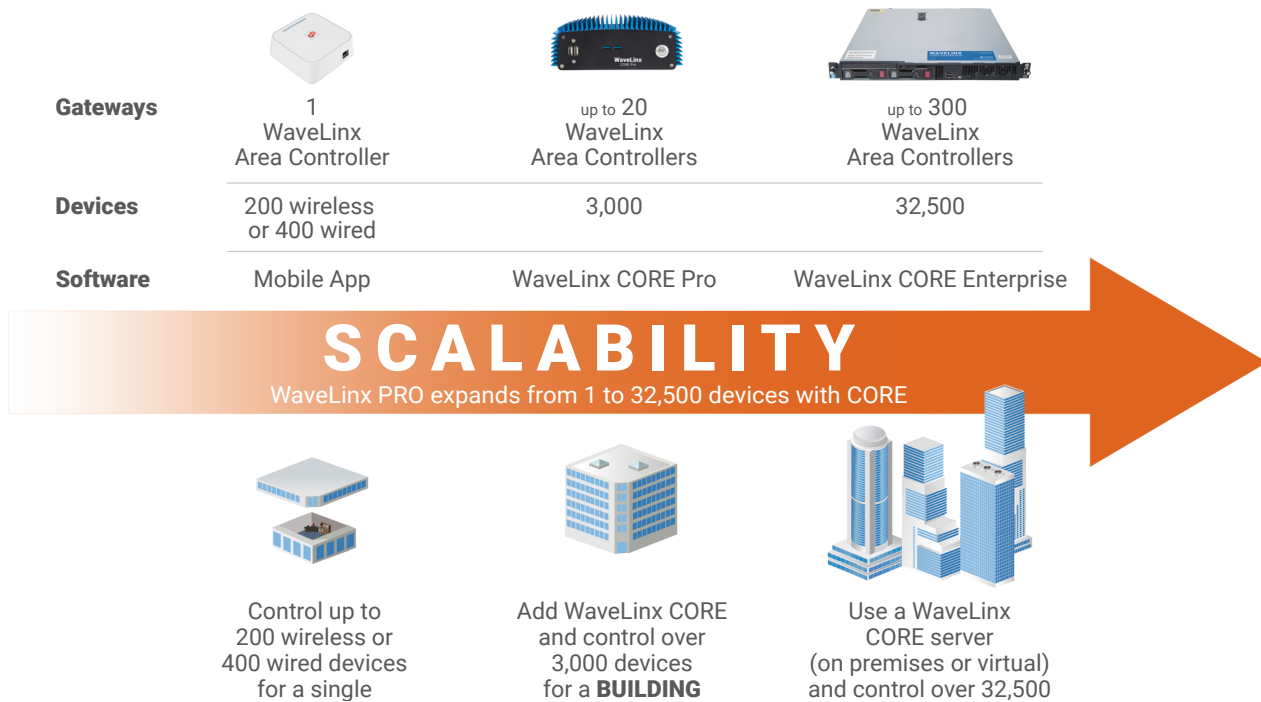 WaveLinx
CORE Pro
WAVELINX
Gateways
1
WaveLinx
Area Controller
up to 20
WaveLinx
Area Controllers
up to 300
WaveLinx
Area Controllers
Devices
200 wireless
or 400 wired
3,000
32,500
Software
Mobile App
WaveLinx CORE Pro
WaveLinx CORE Enterprise
SCALABILITY
WaveLinx PRO expands from 1 to 32,500 devices with CORE
Control up to
200 wireless or
400 wired devices
for a single
Add WaveLinx CORE
and control over
3,000 devices
for a BUILDING
Use a WaveLinx
CORE server
(on premises or virtual)
and control over 32,500